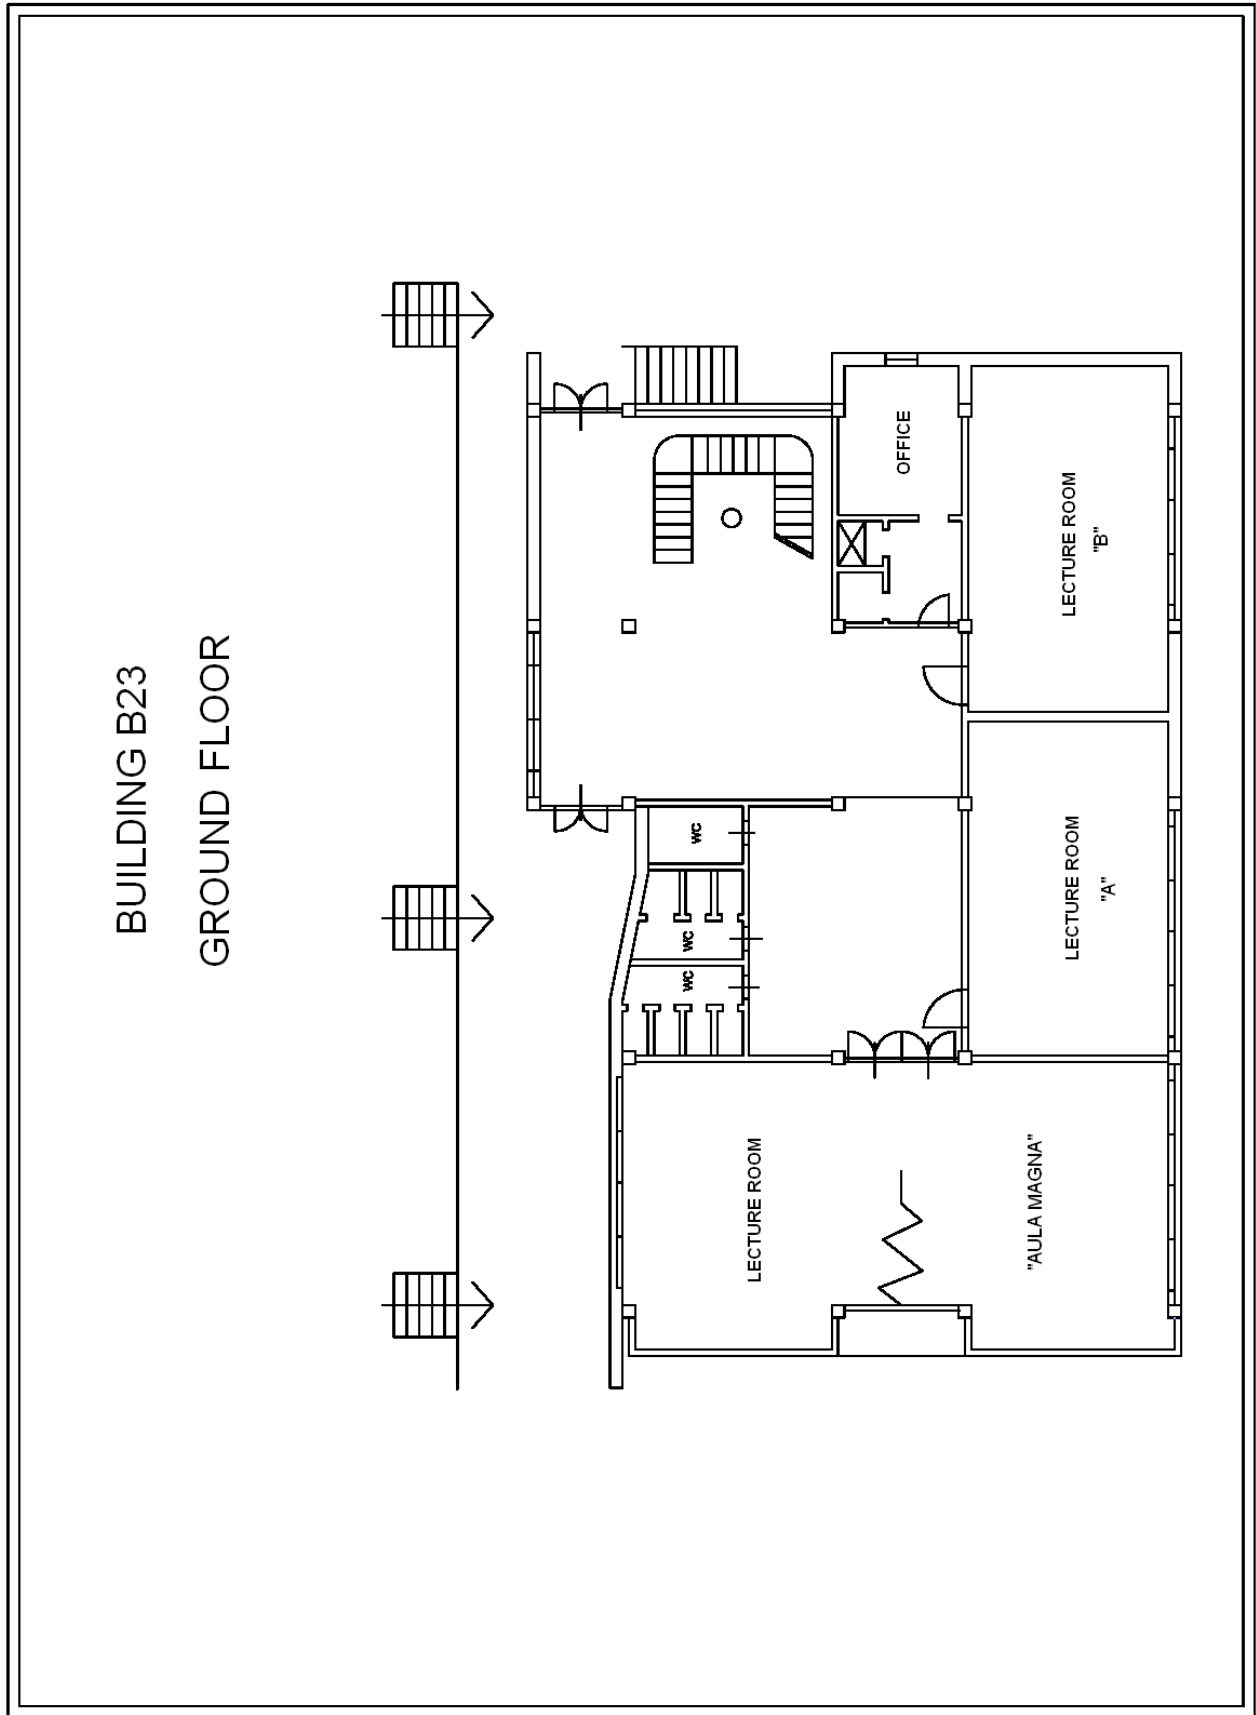 BUILDING B23
GROUND FLOOR
WC
WC
WC
LECTURE ROOM
OFFICE
"AULA MAGNA"
LECTURE ROOM
"A"
LECTURE ROOM
"B"